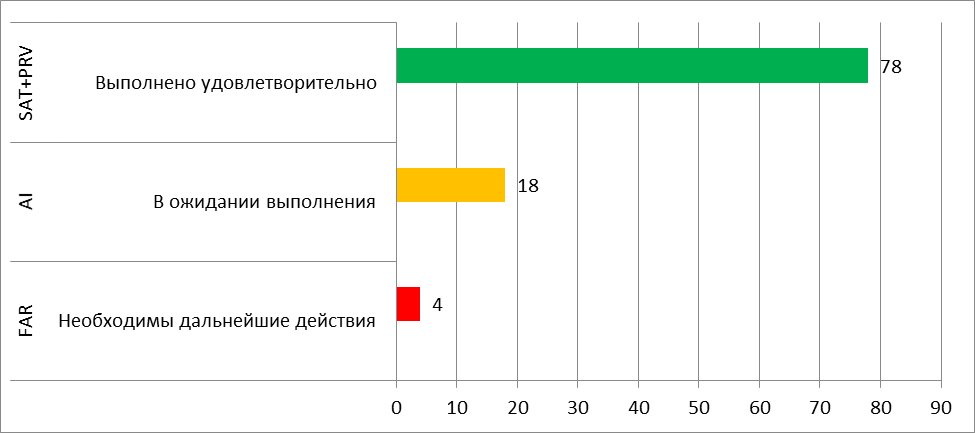 SAT+PRV
Выполнено удовлетворительно
78
AI
В ожидании выполнения
18
FAR
Необходимы дальнейшие действия
4
0 10 20 30 40 50 60 70 80 90